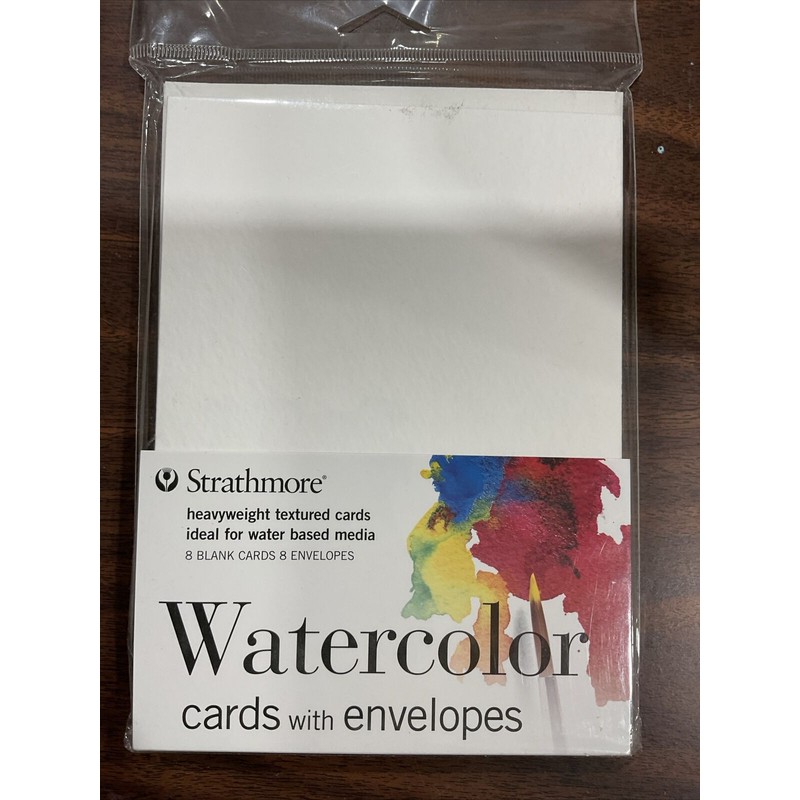 Strathmore®
heavyweight textured cards
ideal for water based media
8 BLANK CARDS 8 ENVELOPES
Watercolor
cards with envelopes